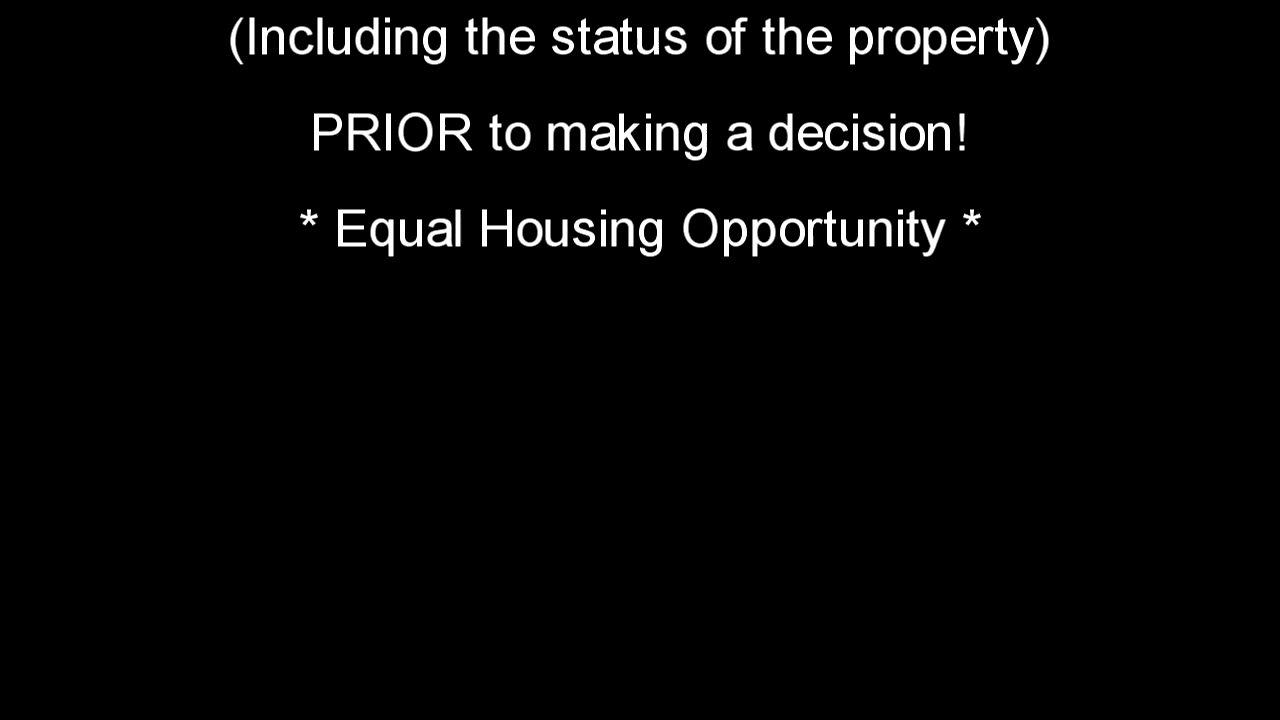 (Including the status of the property)
PRIOR to making a decision!
* Equal Housing Opportunity *